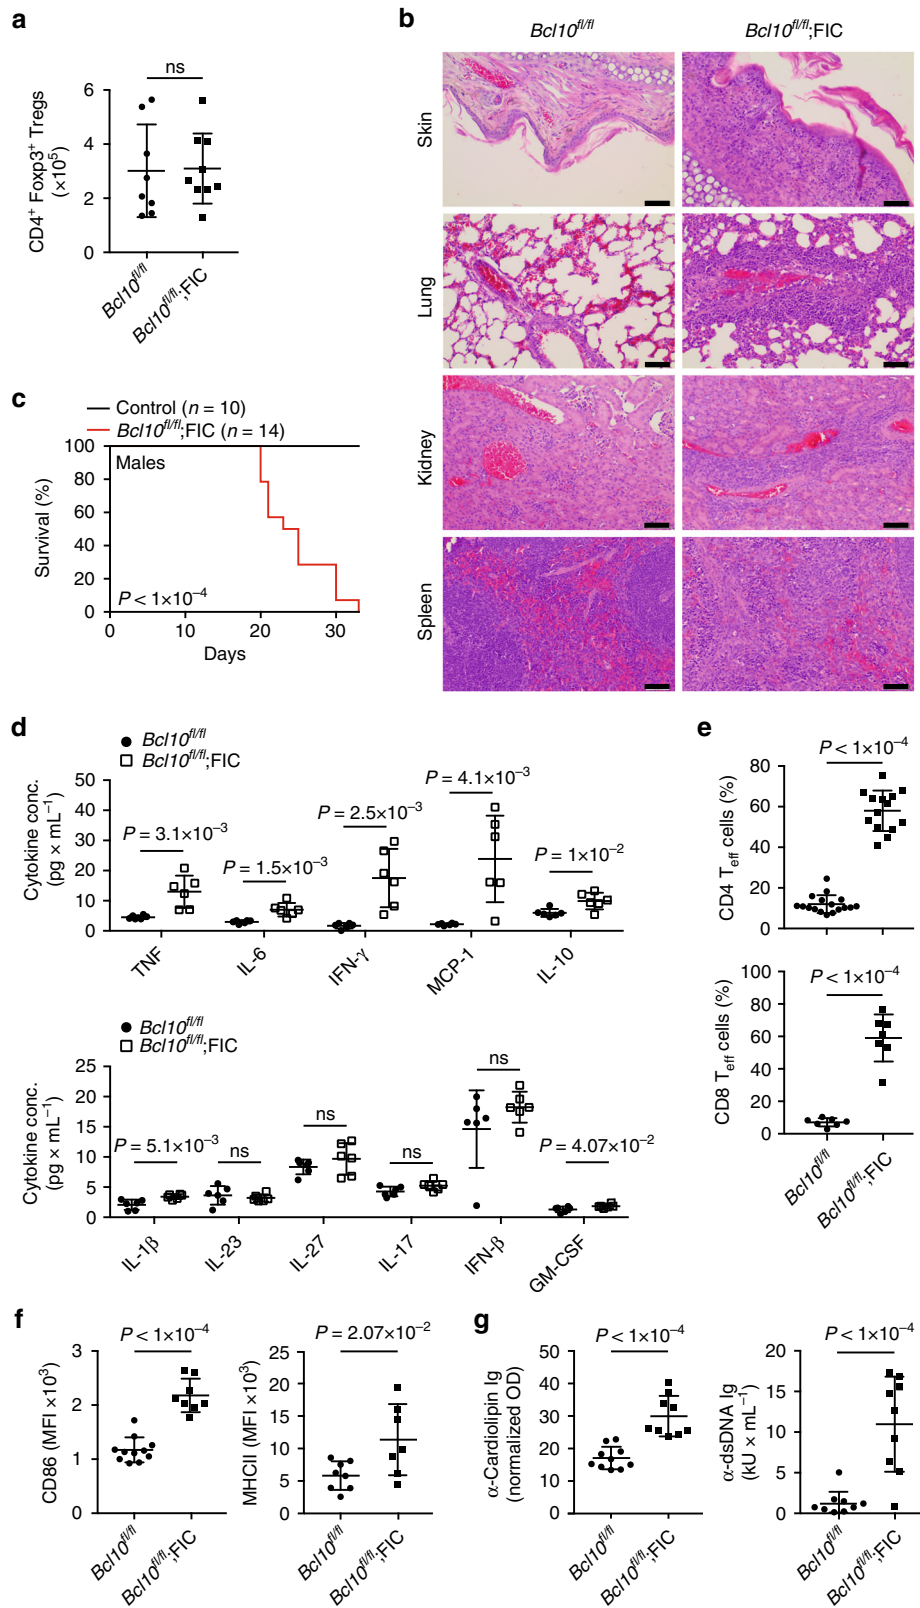 a
ns
CD4+ Foxp3+ Tregs
(×10⁵)
6
4
2
0
Bcl10fl/fl
Bcl10fl/fl;FIC
b
Bcl10fl/fl
Bcl10fl/fl;FIC
Skin
Lung
Kidney
Spleen
c
Control (n = 10)
Bcl10fl/fl;FIC (n = 14)
Survival (%)
100
80
60
40
20
0
Males
P < 1×10⁻⁴
0
10
20
30
Days
d
Bcl10fl/fl
Bcl10fl/fl;FIC
Cytokine conc.
(pg × mL⁻¹)
50
40
30
20
10
0
P = 3.1×10⁻³
P = 1.5×10⁻³
P = 2.5×10⁻³
P = 4.1×10⁻³
P = 1×10⁻²
TNF
IL-6
IFN-γ
MCP-1
IL-10
Bcl10fl/fl
Bcl10fl/fl;FIC
Cytokine conc.
(pg × mL⁻¹)
25
20
15
10
5
0
P = 5.1×10⁻³
ns
ns
ns
ns
P = 4.07×10⁻²
IL-1β
IL-23
IL-27
IL-17
IFN-β
GM-CSF
e
P < 1×10⁻⁴
CD4 Teff cells (%)
80
60
40
20
0
P < 1×10⁻⁴
CD8 Teff cells (%)
100
80
60
40
20
0
Bcl10fl/fl
Bcl10fl/fl;FIC
f
P < 1×10⁻⁴
CD86 (MFI ×10³)
3
2
1
0
Bcl10fl/fl
Bcl10fl/fl;FIC
P = 2.07×10⁻²
MHCII (MFI ×10³)
25
20
15
10
5
0
Bcl10fl/fl
Bcl10fl/fl;FIC
g
P < 1×10⁻⁴
α-Cardiolipin Ig
(normalized OD)
50
40
30
20
10
0
Bcl10fl/fl
Bcl10fl/fl;FIC
P < 1×10⁻⁴
α-dsDNA Ig
(kU × mL⁻¹)
20
15
10
5
0
Bcl10fl/fl
Bcl10fl/fl;FIC